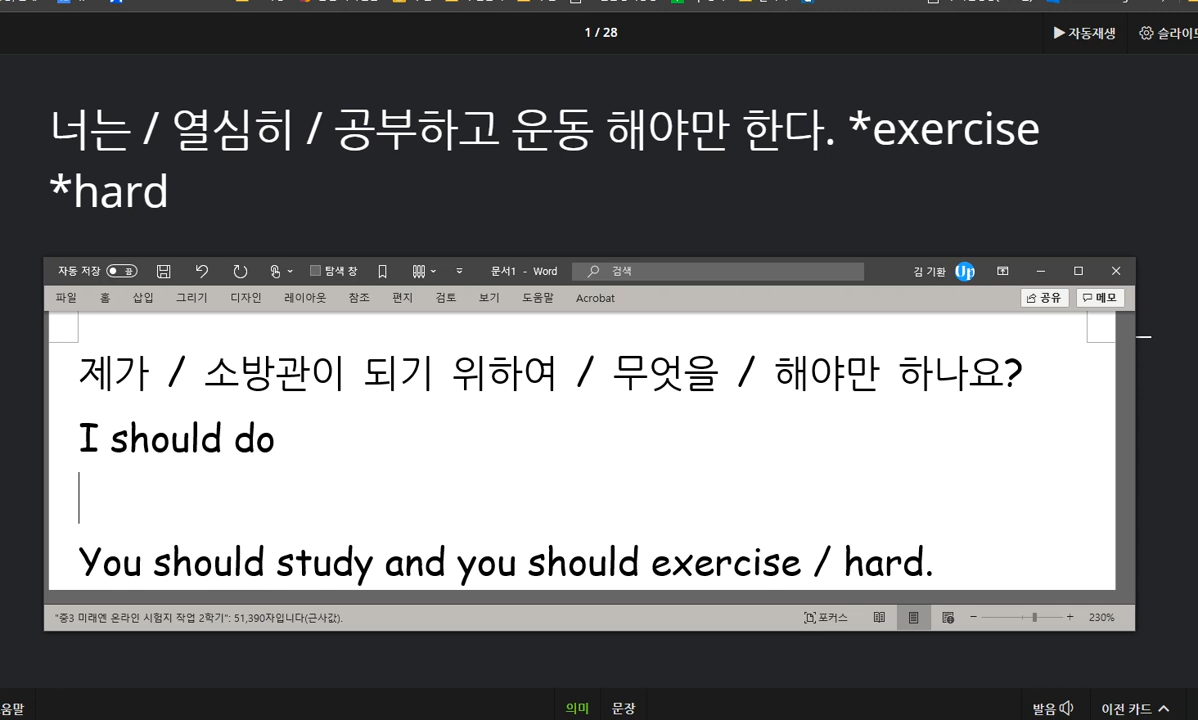 1 / 28
▶자동재생
슬라이드
너는 / 열심히 / 공부하고 운동 해야만 한다. *exercise
*hard
자동 저장 끔 탐색 창 문서1 - Word 검색 김 기환 Up
파일 홈 삽입 그리기 디자인 레이아웃 참조 편지 검토 보기 도움말 Acrobat 공유 메모
제가 / 소방관이 되기 위하여 / 무엇을 / 해야만 하나요?
I should do
You should study and you should exercise / hard.
"중3 미래엔 온라인 시험지 작업 2학기": 51,390자입니다(근사값). 포커스 − + 230%
움말 의미 문장 발음 이전 카드